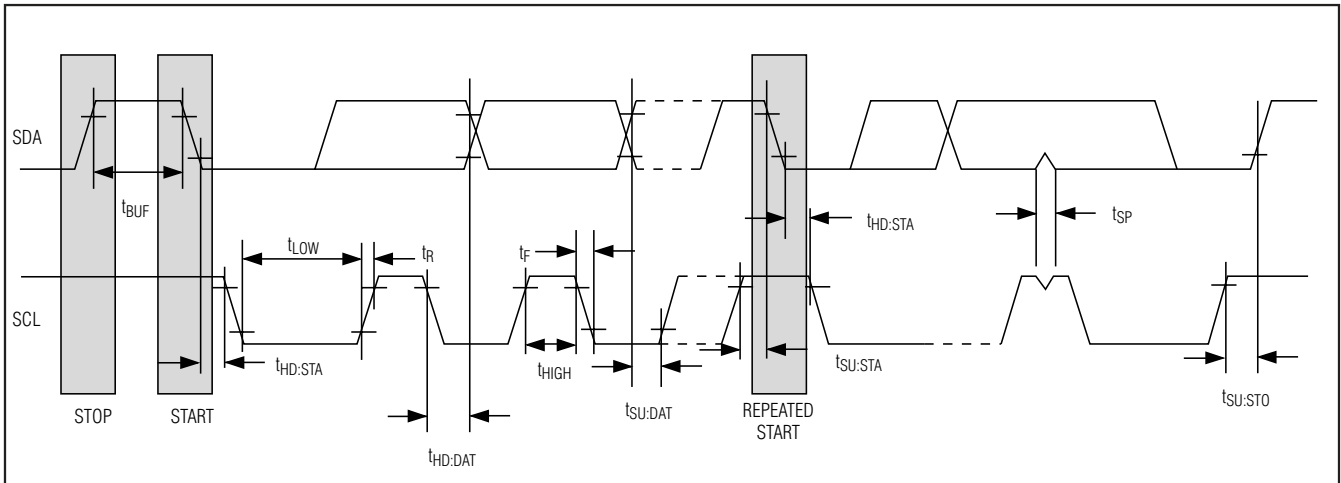 SDA
tBUF
tLOW
tR
tF
tHD:STA
tSP
SCL
tHD:STA
tHIGH
tSU:STA
tSU:DAT
tSU:STO
STOP
START
REPEATED
START
tHD:DAT